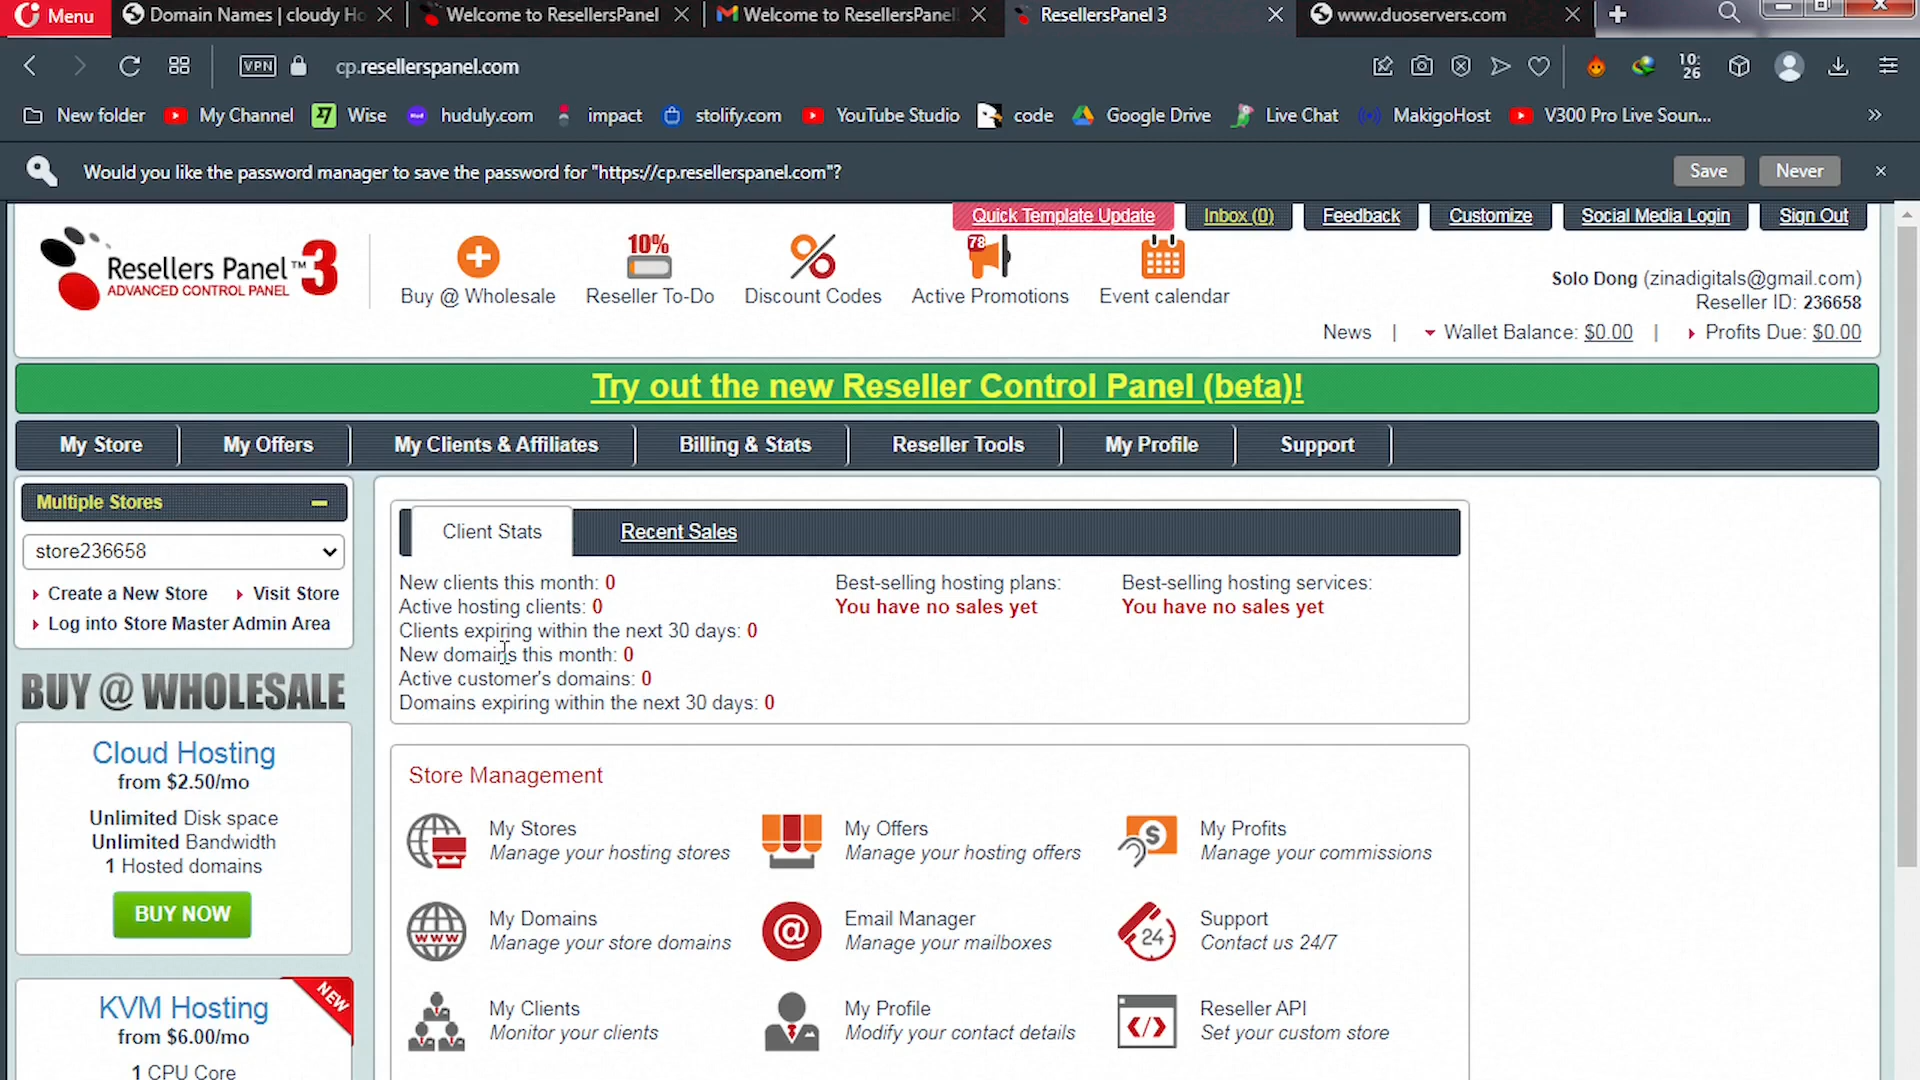 Menu
Domain Names | cloudy Ho
Welcome to ResellersPanel
Welcome to ResellersPanel!
ResellersPanel 3
www.duoservers.com
VPN
cp.resellerspanel.com
10:
26
New folder
My Channel
Wise
huduly.com
impact
stolify.com
YouTube Studio
code
Google Drive
Live Chat
MakigoHost
V300 Pro Live Soun...
Would you like the password manager to save the password for "https://cp.resellerspanel.com"?
Save
Never
Quick Template Update
Inbox (0)
Feedback
Customize
Social Media Login
Sign Out
Resellers Panel™ 3
ADVANCED CONTROL PANEL
Buy @ Wholesale
10%
Reseller To-Do
Discount Codes
78
Active Promotions
Event calendar
Solo Dong (zinadigitals@gmail.com)
Reseller ID: 236658
News | Wallet Balance: $0.00 | Profits Due: $0.00
Try out the new Reseller Control Panel (beta)!
My Store
My Offers
My Clients & Affiliates
Billing & Stats
Reseller Tools
My Profile
Support
Multiple Stores
store236658
Create a New Store
Visit Store
Log into Store Master Admin Area
BUY @ WHOLESALE
Cloud Hosting
from $2.50/mo
Unlimited Disk space
Unlimited Bandwidth
1 Hosted domains
BUY NOW
NEW
KVM Hosting
from $6.00/mo
1 CPU Core
Client Stats
Recent Sales
New clients this month: 0
Active hosting clients: 0
Clients expiring within the next 30 days: 0
New domains this month: 0
Active customer's domains: 0
Domains expiring within the next 30 days: 0
Best-selling hosting plans:
You have no sales yet
Best-selling hosting services:
You have no sales yet
Store Management
My Stores
Manage your hosting stores
My Offers
Manage your hosting offers
$
My Profits
Manage your commissions
www
My Domains
Manage your store domains
@
Email Manager
Manage your mailboxes
24
Support
Contact us 24/7
My Clients
Monitor your clients
My Profile
Modify your contact details
</>
Reseller API
Set your custom store